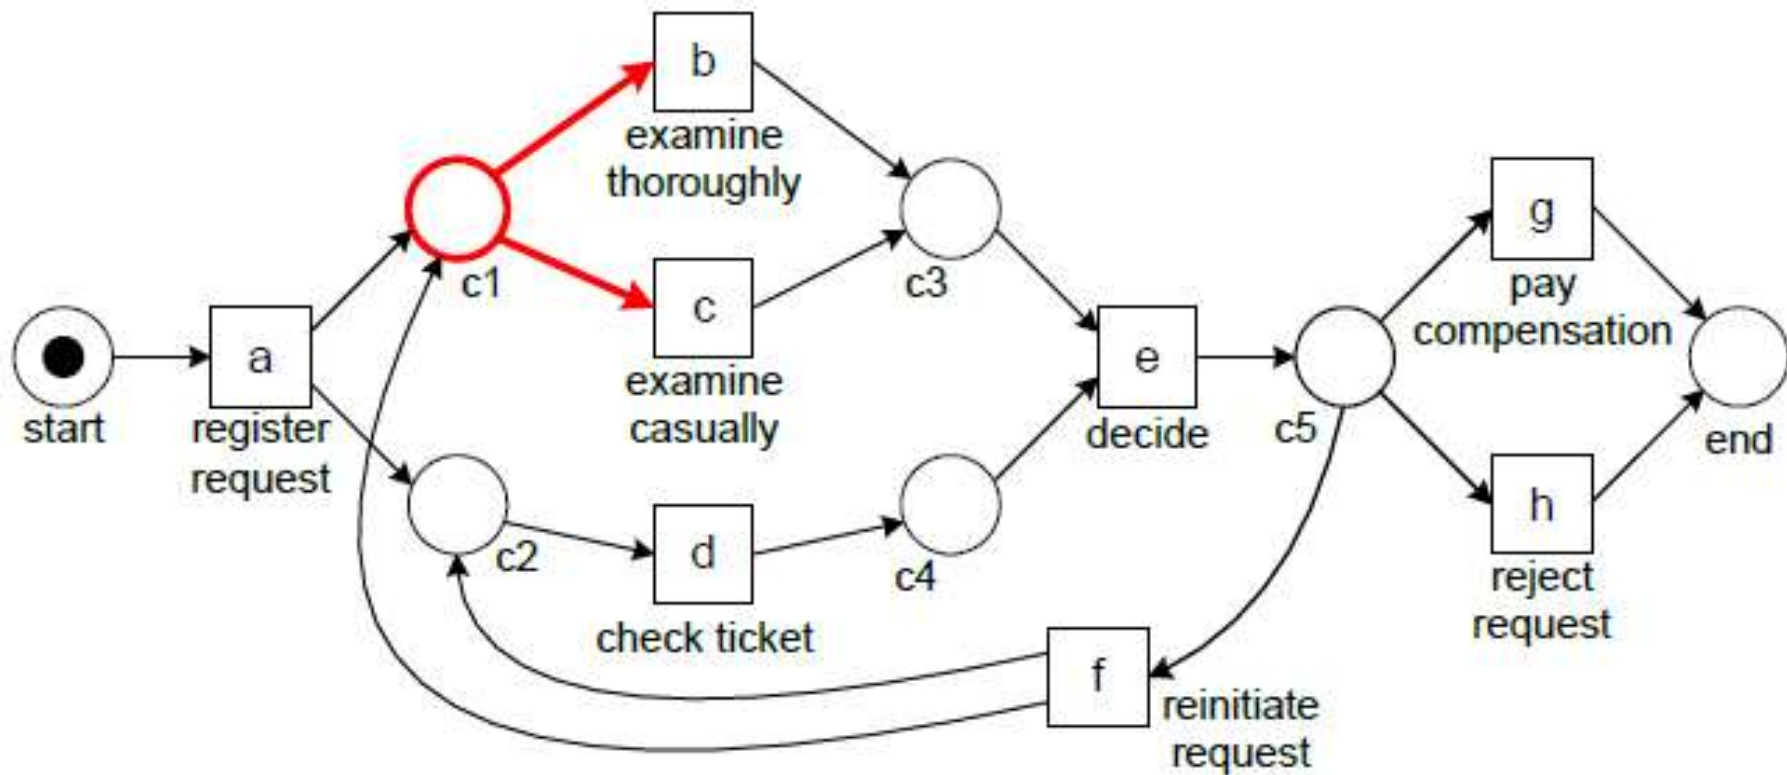 b
examine
thoroughly
c1
c
examine
casually
c3
g
pay
compensation
start
a
register
request
e
decide
c5
end
c2
d
check ticket
c4
h
reject
request
f
reinitiate
request